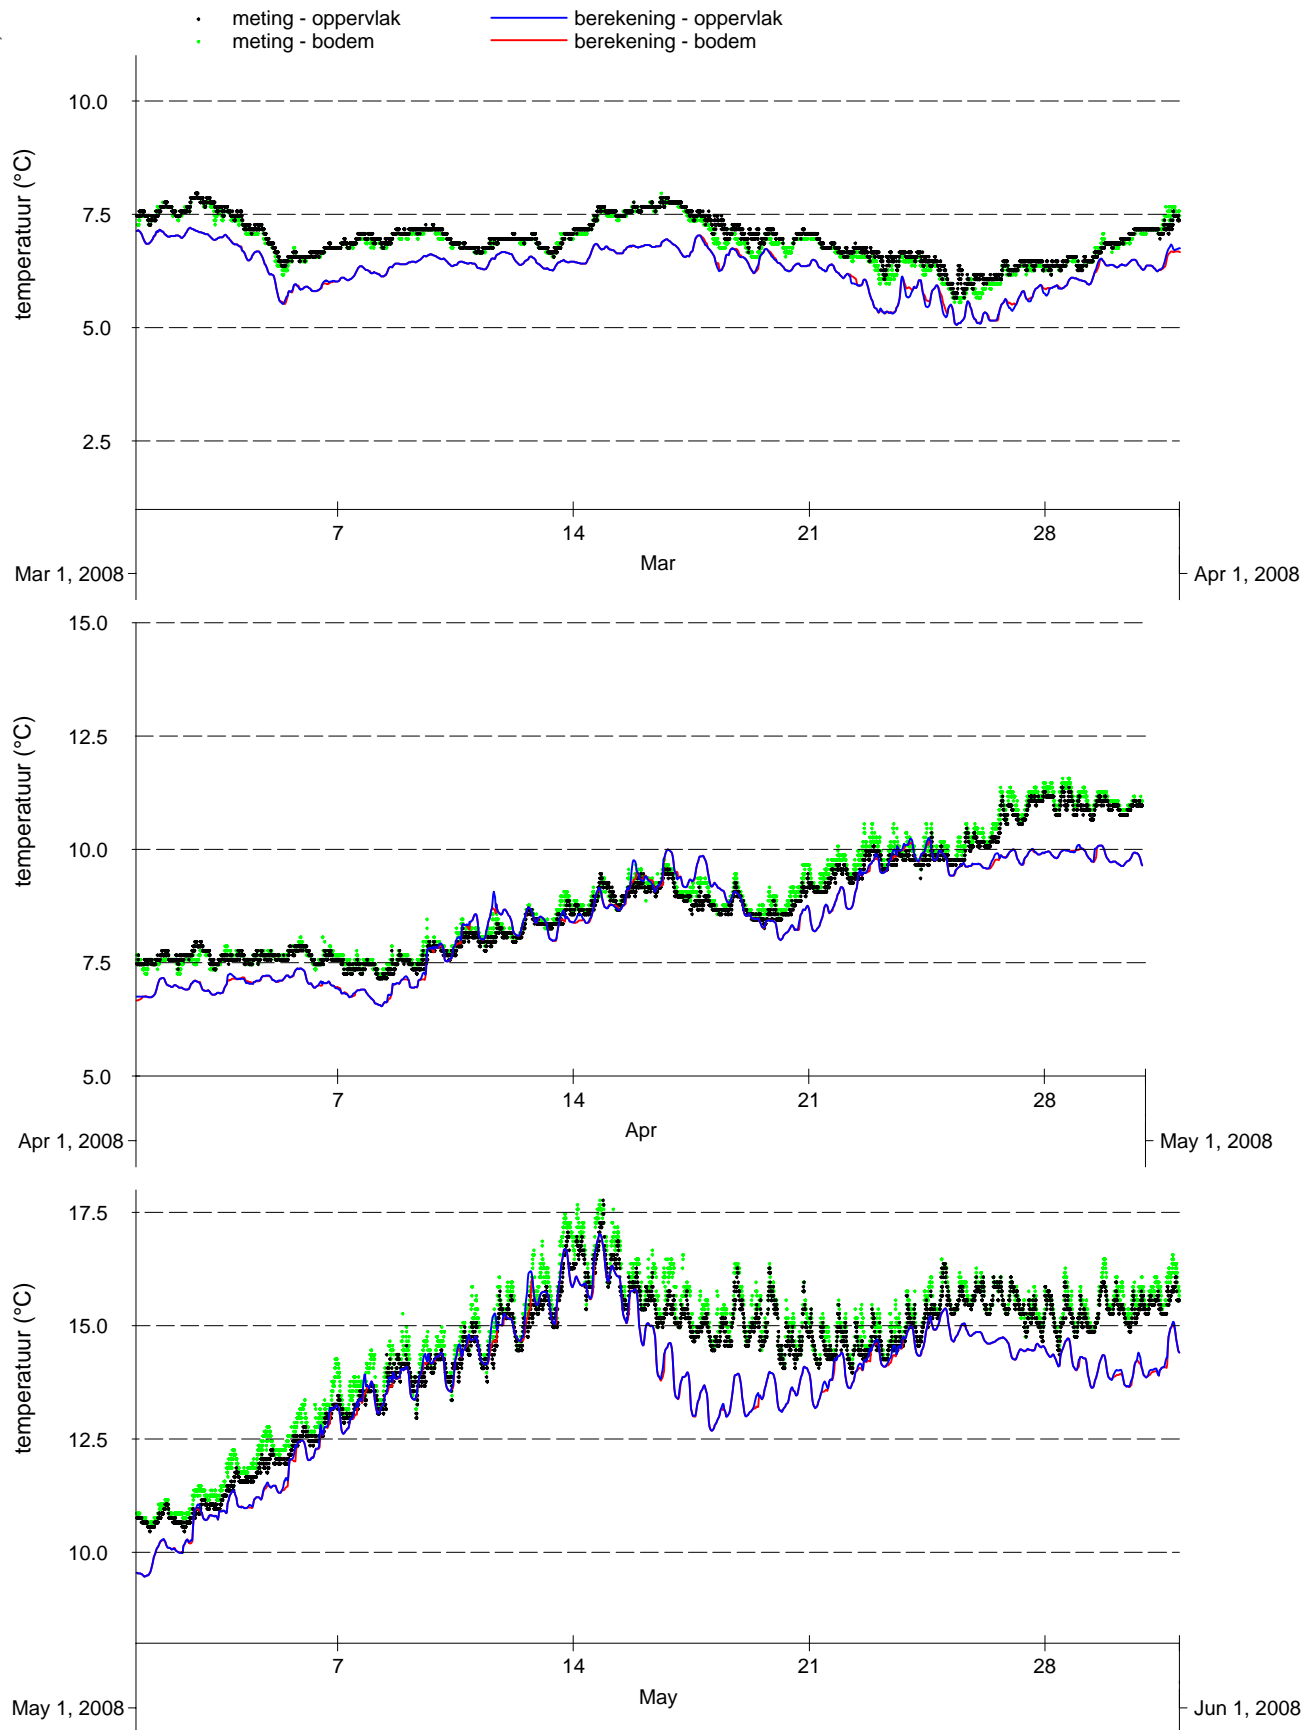 meting - oppervlak
berekening - oppervlak
meting - bodem
berekening - bodem
temperatuur (°C)
10.0
7.5
5.0
2.5
7
14
21
28
Mar
Mar 1, 2008
Apr 1, 2008
temperatuur (°C)
15.0
12.5
10.0
7.5
5.0
7
14
21
28
Apr
Apr 1, 2008
May 1, 2008
temperatuur (°C)
17.5
15.0
12.5
10.0
7
14
21
28
May
May 1, 2008
Jun 1, 2008